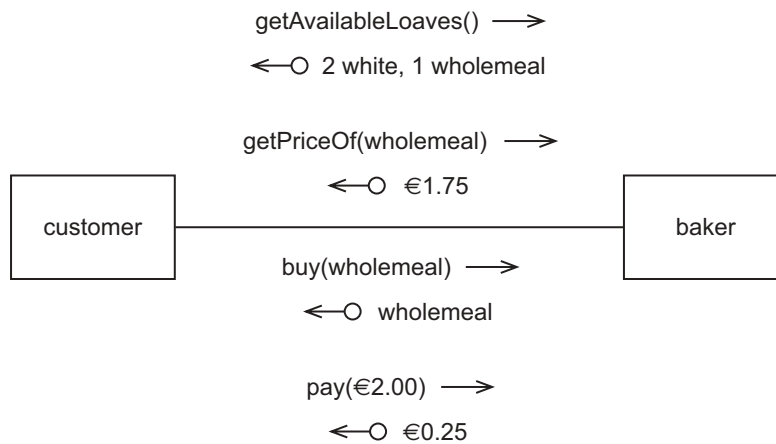 getAvailableLoaves()
2 white, 1 wholemeal
getPriceOf(wholemeal)
€1.75
customer
baker
buy(wholemeal)
wholemeal
pay(€2.00)
€0.25